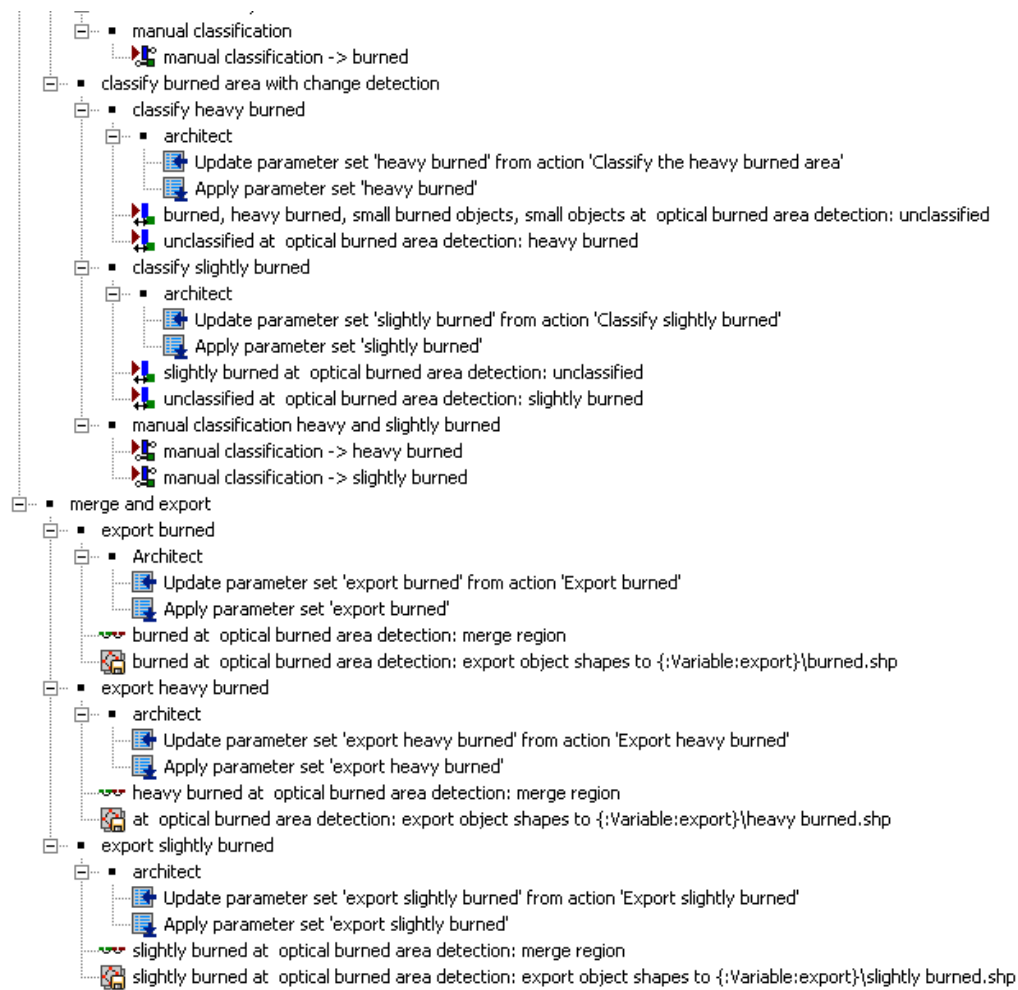 manual classification
manual classification -> burned
classify burned area with change detection
classify heavy burned
architect
Update parameter set 'heavy burned' from action 'Classify the heavy burned area'
Apply parameter set 'heavy burned'
burned, heavy burned, small burned objects, small objects at  optical burned area detection: unclassified
unclassified at  optical burned area detection: heavy burned
classify slightly burned
architect
Update parameter set 'slightly burned' from action 'Classify slightly burned'
Apply parameter set 'slightly burned'
slightly burned at  optical burned area detection: unclassified
unclassified at  optical burned area detection: slightly burned
manual classification heavy and slightly burned
manual classification -> heavy burned
manual classification -> slightly burned
merge and export
export burned
Architect
Update parameter set 'export burned' from action 'Export burned'
Apply parameter set 'export burned'
burned at  optical burned area detection: merge region
burned at  optical burned area detection: export object shapes to {:Variable:export}\burned.shp
export heavy burned
architect
Update parameter set 'export heavy burned' from action 'Export heavy burned'
Apply parameter set 'export heavy burned'
heavy burned at  optical burned area detection: merge region
at  optical burned area detection: export object shapes to {:Variable:export}\heavy burned.shp
export slightly burned
architect
Update parameter set 'export slightly burned' from action 'Export slightly burned'
Apply parameter set 'export slightly burned'
slightly burned at  optical burned area detection: merge region
slightly burned at  optical burned area detection: export object shapes to {:Variable:export}\slightly burned.shp